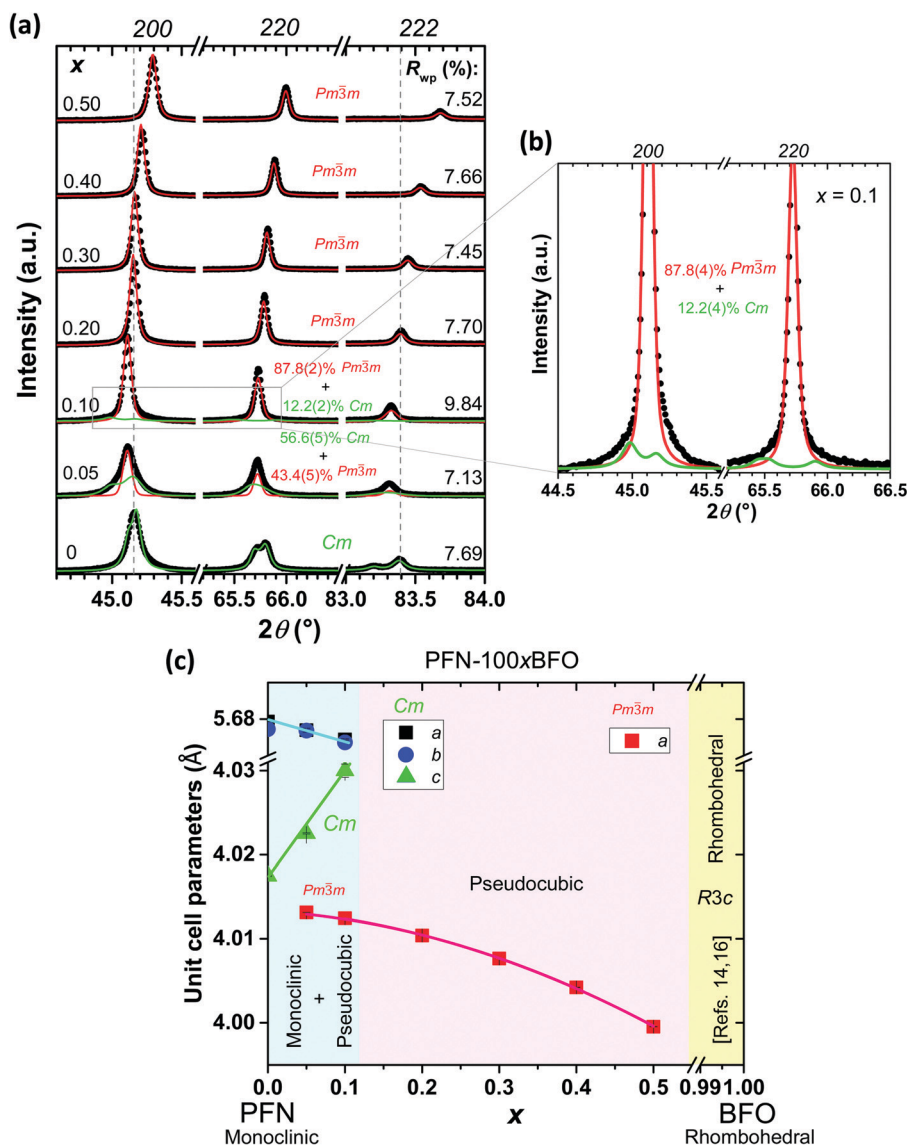 (a)
200 220 222
x
R_wp (%):
0.50 Pm3̄m 7.52
0.40 Pm3̄m 7.66
0.30 Pm3̄m 7.45
0.20 Pm3̄m 7.70
87.8(2)% Pm3̄m
+
0.10 12.2(2)% Cm 9.84
56.6(5)% Cm
+
0.05 43.4(5)% Pm3̄m 7.13
0 Cm 7.69
Intensity (a.u.)
45.0 45.5 65.5 66.0 83.0 83.5 84.0
2θ (°)
(b)
200 220
x = 0.1
87.8(4)% Pm3̄m
+
12.2(4)% Cm
Intensity (a.u.)
44.5 45.0 45.5 65.5 66.0 66.5
2θ (°)
(c)
PFN-100xBFO
Unit cell parameters (Å)
5.68
4.03
4.02
4.01
4.00
Cm
a
b
c
Pm3̄m
a
Cm
Pm3̄m
Monoclinic
+
Pseudocubic
Pseudocubic
Rhombohedral
R3c
[Refs. 14,16]
0.0 0.1 0.2 0.3 0.4 0.5 0.99 1.00
PFN x BFO
Monoclinic Rhombohedral